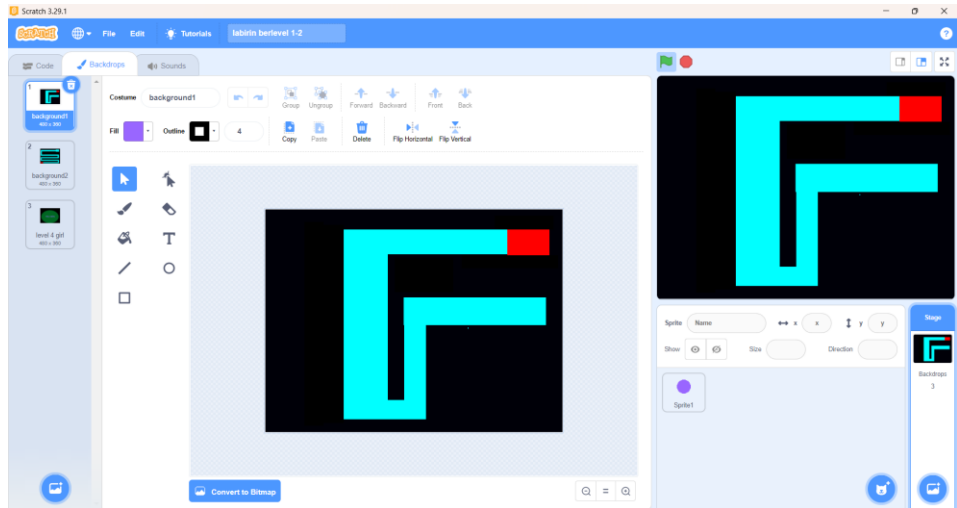 Scratch 3.29.1
SCRATCH File Edit Tutorials labirin berlevel 1-2 ?
Code Backdrops Sounds
1
background1
480 x 360
2
background2
480 x 360
3
level 4 girl
480 x 360
Costume background1 Group Ungroup Forward Backward Front Back
Fill Outline 4 Copy Paste Delete Flip Horizontal Flip Vertical
T
Convert to Bitmap
Sprite Name x x y y
Show Size Direction
Sprite1
Stage
Backdrops
3